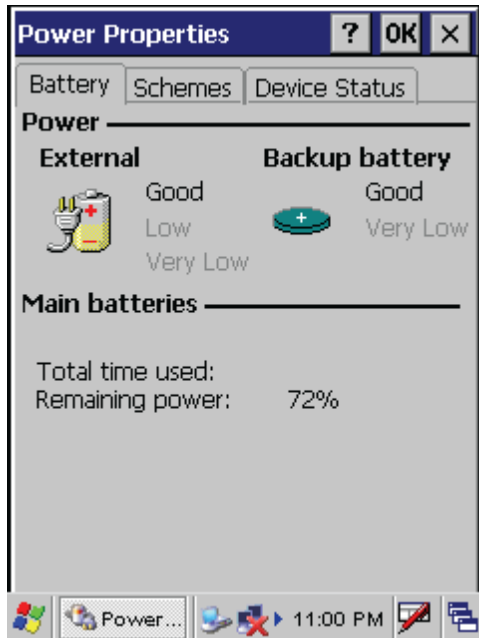 Power Properties ? OK ×
Battery Schemes Device Status
Power
External Backup battery
Good Good
Low Very Low
Very Low
Main batteries
Total time used:
Remaining power: 72%
Power... 11:00 PM